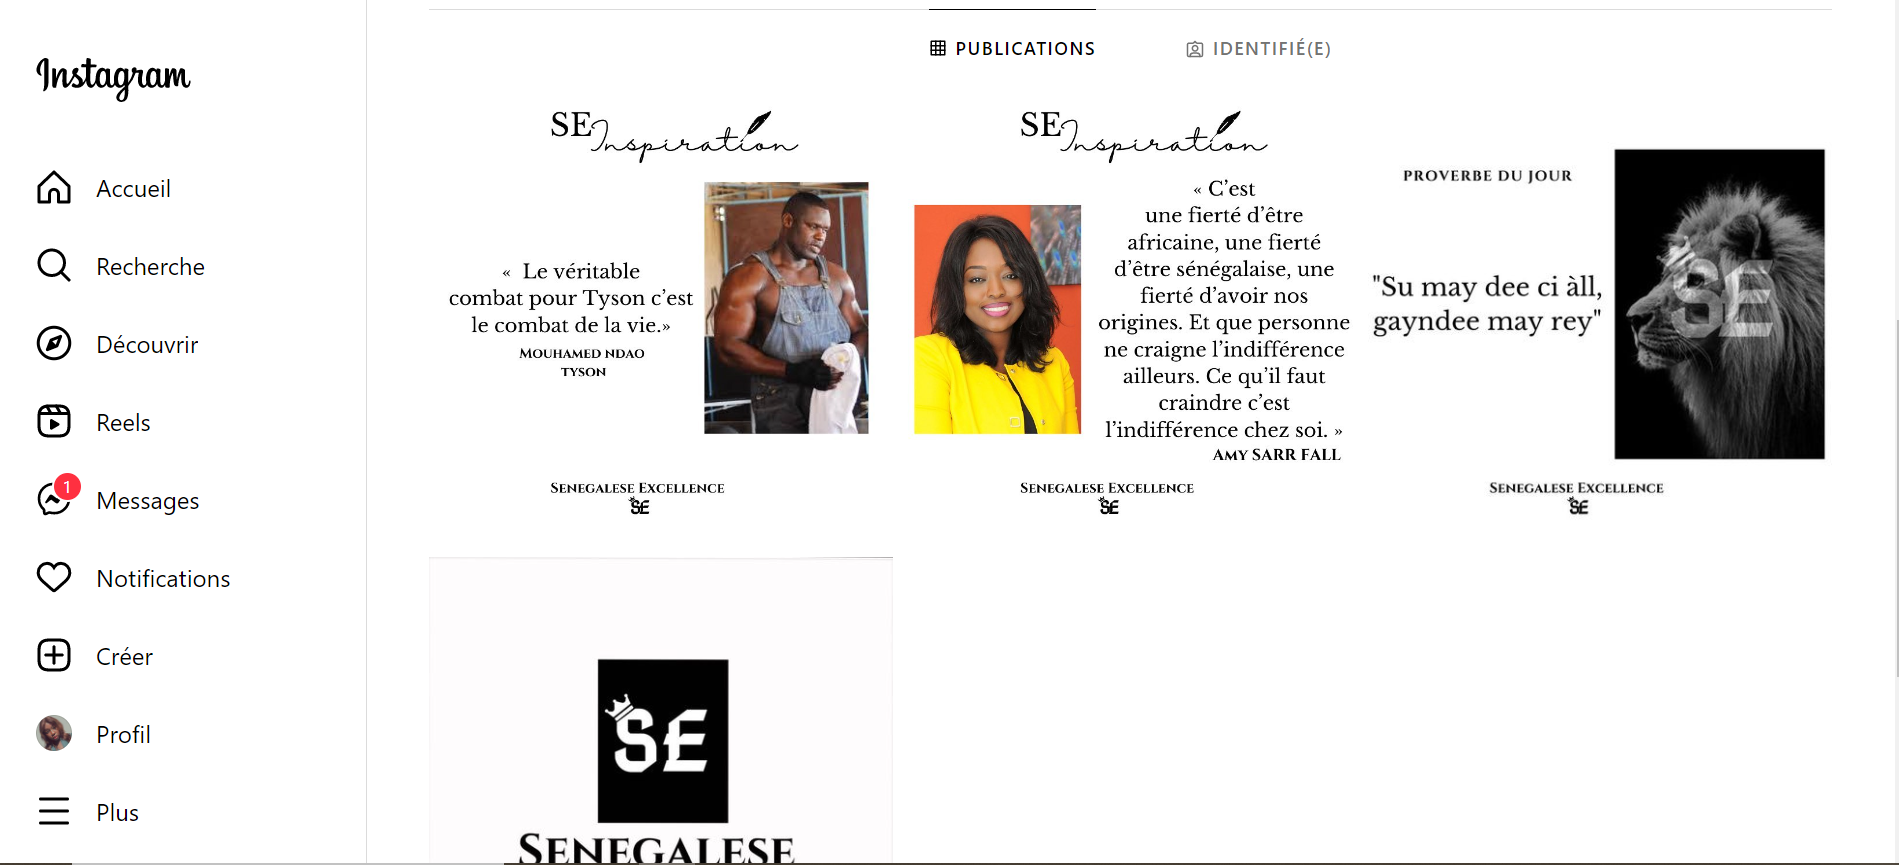 Instagram
Accueil
Recherche
Découvrir
Reels
1
Messages
Notifications
Créer
Profil
Plus
PUBLICATIONS
IDENTIFIÉ(E)
SE Inspiration
« Le véritable
combat pour Tyson c’est
le combat de la vie.»
MOUHAMED NDAO
TYSON
SENEGALESE EXCELLENCE
SE
SE Inspiration
« C’est
une fierté d’être
africaine, une fierté
d’être sénégalaise, une
fierté d’avoir nos
origines. Et que personne
ne craigne l’indifférence
ailleurs. Ce qu’il faut
craindre c’est
l’indifférence chez soi. »
AMY SARR FALL
SENEGALESE EXCELLENCE
SE
PROVERBE DU JOUR
"Su may dee ci àll,
gayndee may rey"
SE
SENEGALESE EXCELLENCE
SE
SE
SENEGALESE